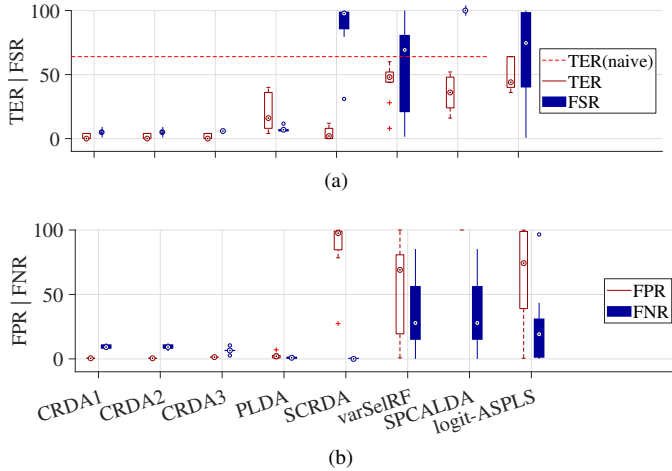 100
50
0
TER | FSR
TER(naive)
TER
FSR
(a)
100
50
0
FPR | FNR
FPR
FNR
CRDA1
CRDA2
CRDA3
PLDA
SCRDA
varSelRF
SPCALDA
logit-ASPLS
(b)